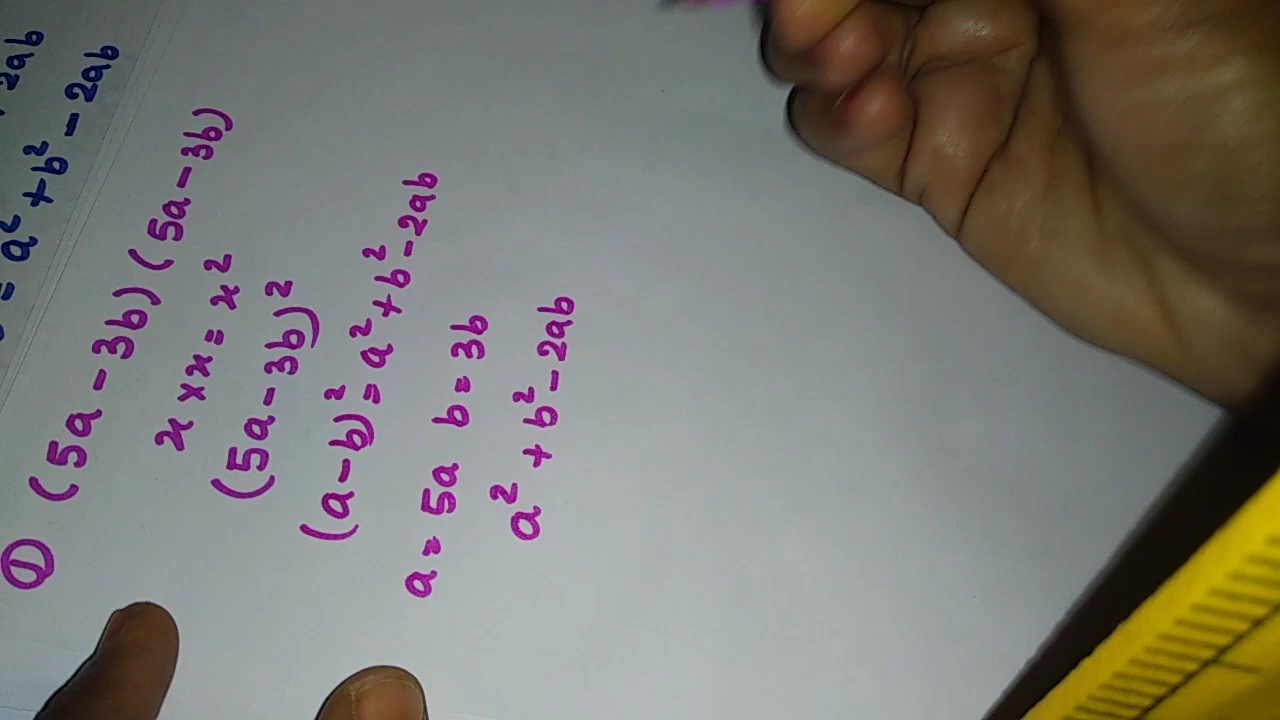 2ab
= a² + b² - 2ab
① (5a - 3b) (5a - 3b)
x × x = x²
(5a - 3b)²
(a - b)² = a² + b² - 2ab
a = 5a b = 3b
a² + b² - 2ab